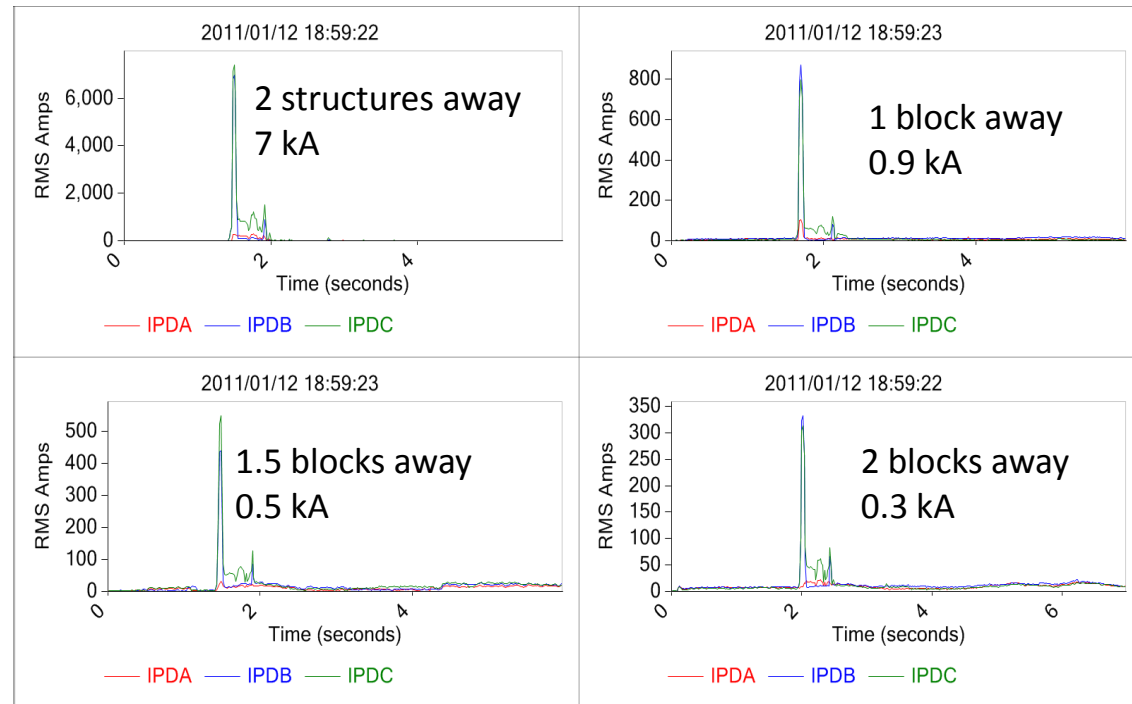 2011/01/12 18:59:22
RMS Amps
6,000
4,000
2,000
0
2 structures away
7 kA
0 2 4
Time (seconds)
IPDA IPDB IPDC
2011/01/12 18:59:23
RMS Amps
800
600
400
200
0
1 block away
0.9 kA
0 2 4
Time (seconds)
IPDA IPDB IPDC
2011/01/12 18:59:23
RMS Amps
500
400
300
200
100
0
1.5 blocks away
0.5 kA
0 2 4
Time (seconds)
IPDA IPDB IPDC
2011/01/12 18:59:22
RMS Amps
350
300
250
200
150
100
50
0
2 blocks away
0.3 kA
0 2 4 6
Time (seconds)
IPDA IPDB IPDC